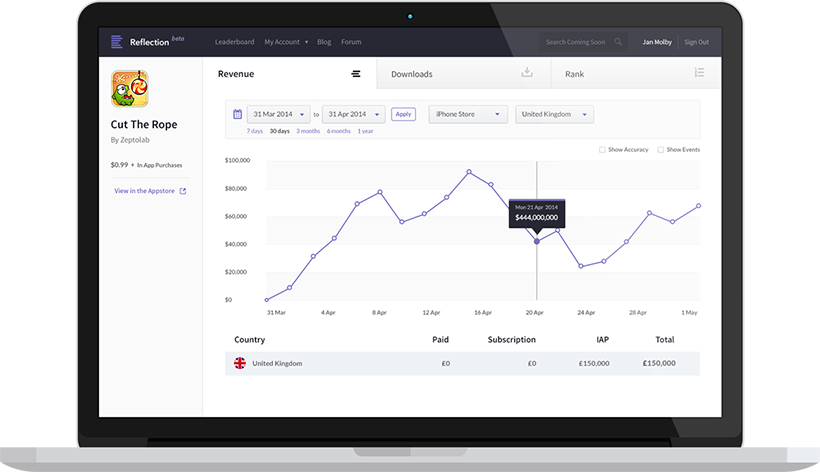 Reflection beta
Leaderboard My Account Blog Forum
Search Coming Soon
Jan Molby Sign Out
Cut The Rope
By Zeptolab
$0.99 + In App Purchases
View in the Appstore
Revenue
Downloads
Rank
31 Mar 2014 to 31 Apr 2014 Apply iPhone Store United Kingdom
7 days 30 days 3 months 6 months 1 year
Show Accuracy Show Events
$100,000
$80,000
$60,000
$40,000
$20,000
$0
Mon 21 Apr 2014
$444,000,000
31 Mar 4 Apr 8 Apr 12 Apr 16 Apr 20 Apr 24 Apr 28 Apr 1 May
Country Paid Subscription IAP Total
United Kingdom £0 £0 £150,000 £150,000